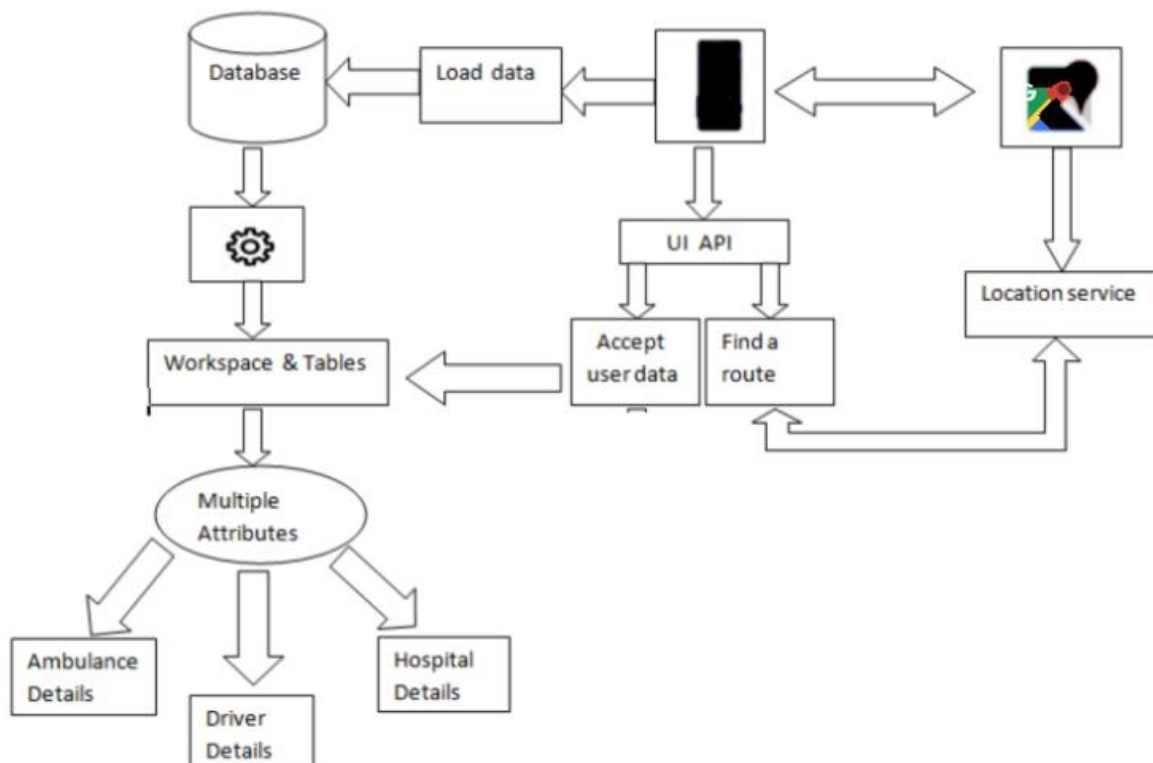 Database
Load data
UI API
Location service
Accept
user data
Find a
route
Workspace & Tables
Multiple
Attributes
Ambulance
Details
Driver
Details
Hospital
Details